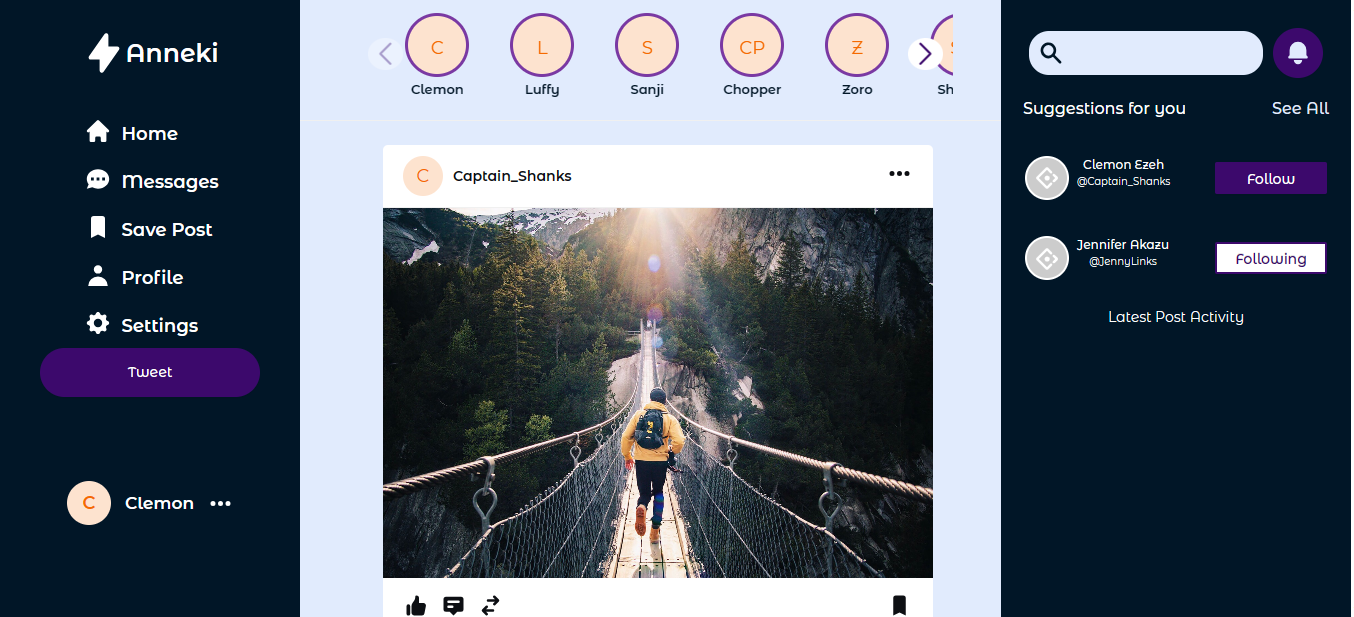 Anneki
Home
Messages
Save Post
Profile
Settings
Tweet
C
Clemon
C
L
S
CP
Z
Clemon
Luffy
Sanji
Chopper
Zoro
Sh
C
Captain_Shanks
Suggestions for you
See All
Clemon Ezeh
@Captain_Shanks
Follow
Jennifer Akazu
@JennyLinks
Following
Latest Post Activity